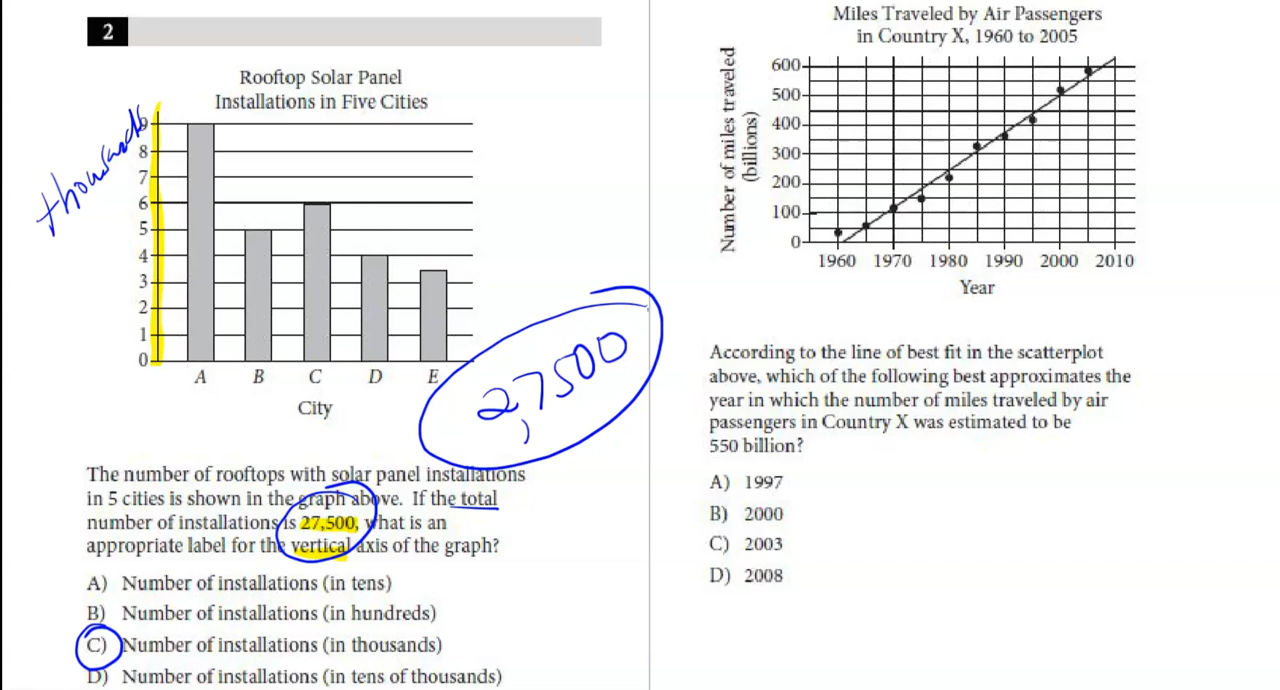 2
Rooftop Solar Panel
Installations in Five Cities
thousands
9
8
7
6
5
4
3
2
1
0
A B C D E
City
27,500
The number of rooftops with solar panel installations
in 5 cities is shown in the graph above. If the total
number of installations is 27,500, what is an
appropriate label for the vertical axis of the graph?
A) Number of installations (in tens)
B) Number of installations (in hundreds)
C) Number of installations (in thousands)
D) Number of installations (in tens of thousands)
Miles Traveled by Air Passengers
in Country X, 1960 to 2005
Number of miles traveled
(billions)
600
500
400
300
200
100
0
1960 1970 1980 1990 2000 2010
Year
According to the line of best fit in the scatterplot
above, which of the following best approximates the
year in which the number of miles traveled by air
passengers in Country X was estimated to be
550 billion?
A) 1997
B) 2000
C) 2003
D) 2008